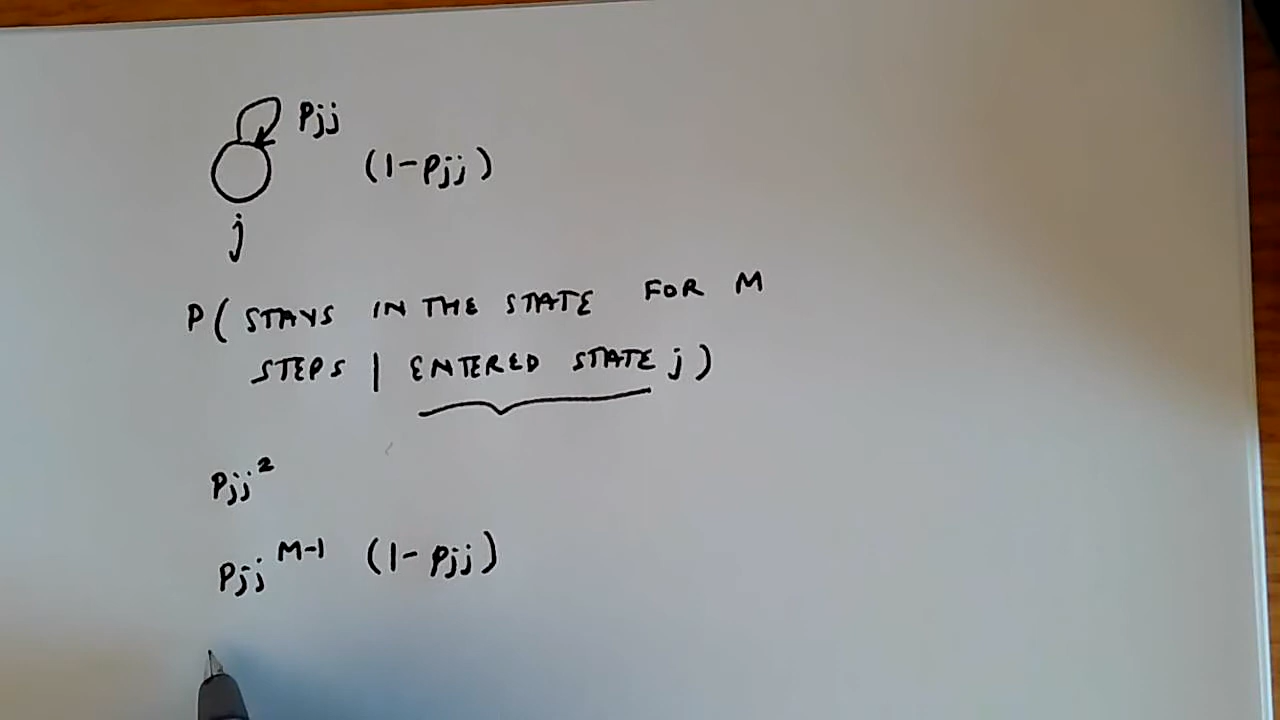 Pjj
(1-Pjj)
j
P( STAYS IN THE STATE FOR M
STEPS | ENTERED STATE j)
Pjj²
Pjj^M-1 (1-Pjj)